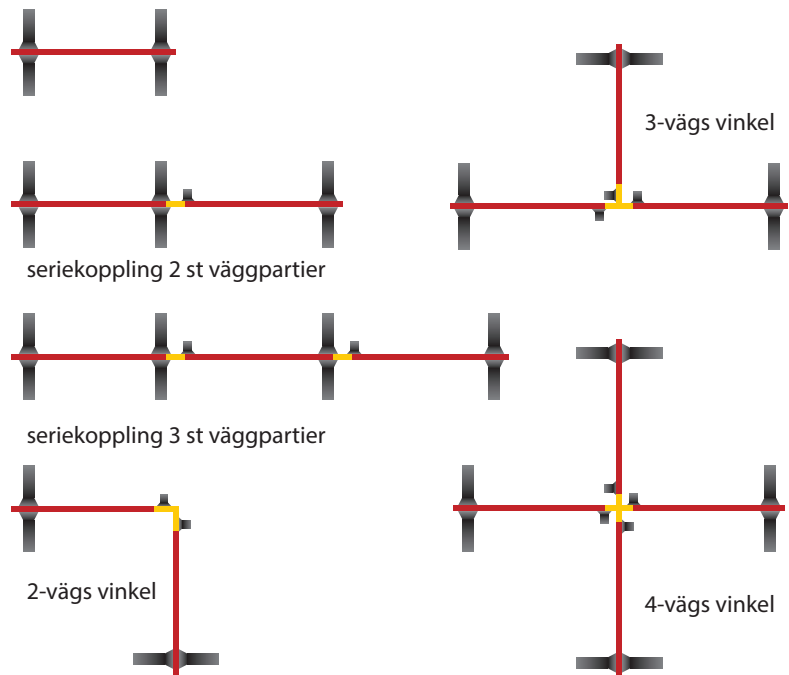 3-vägs vinkel
seriekoppling 2 st väggpartier
seriekoppling 3 st väggpartier
2-vägs vinkel
4-vägs vinkel